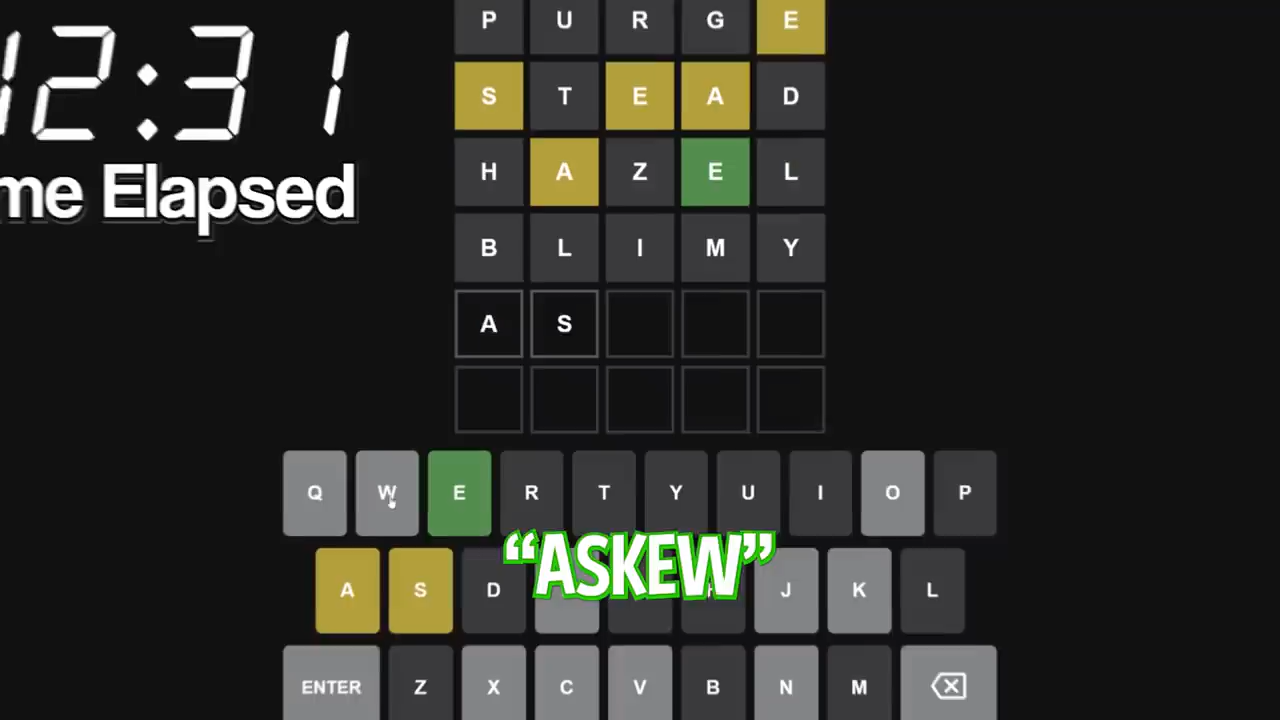 12:31
me Elapsed
P U R G E
S T E A D
H A Z E L
B L I M Y
A S
Q W E R T Y U I O P
A S D J K L
“ASKEW”
ENTER Z X C V B N M